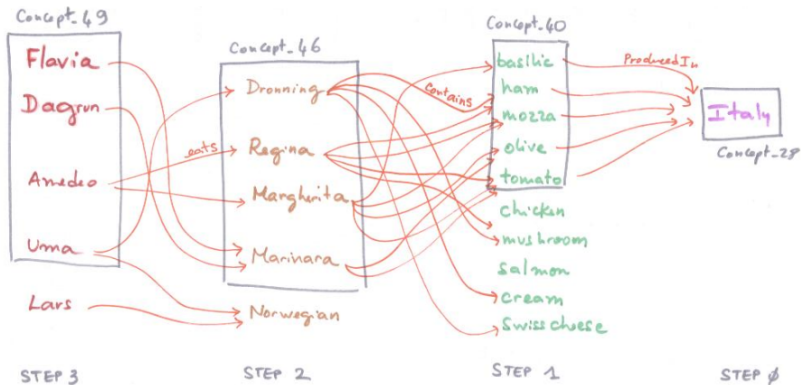 Concept_49
Flavia
Dagrun
Amedeo
Uma
Lars
STEP 3
eats
Concept_46
Dronning
Regina
Margherita
Marinara
Norwegian
STEP 2
contains
Concept_40
basilic
ham
mozza
olive
tomato
chicken
mushroom
salmon
cream
Swiss cheese
STEP 1
ProducedIn
Italy
Concept_28
STEP 0